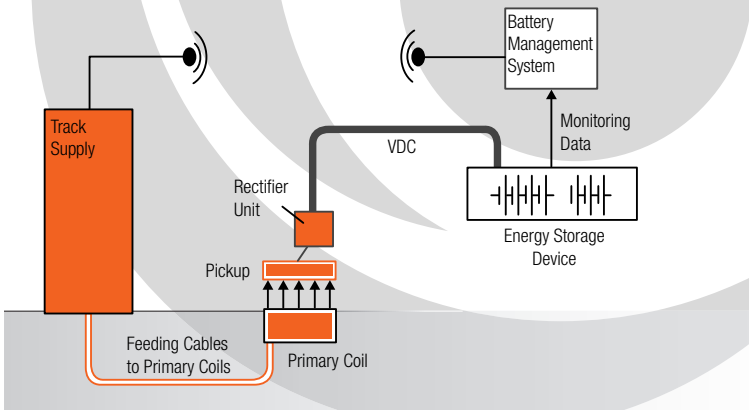 Battery
Management
System
Track
Supply
Monitoring
Data
VDC
Rectifier
Unit
Energy Storage
Device
Pickup
Feeding Cables
to Primary Coils
Primary Coil